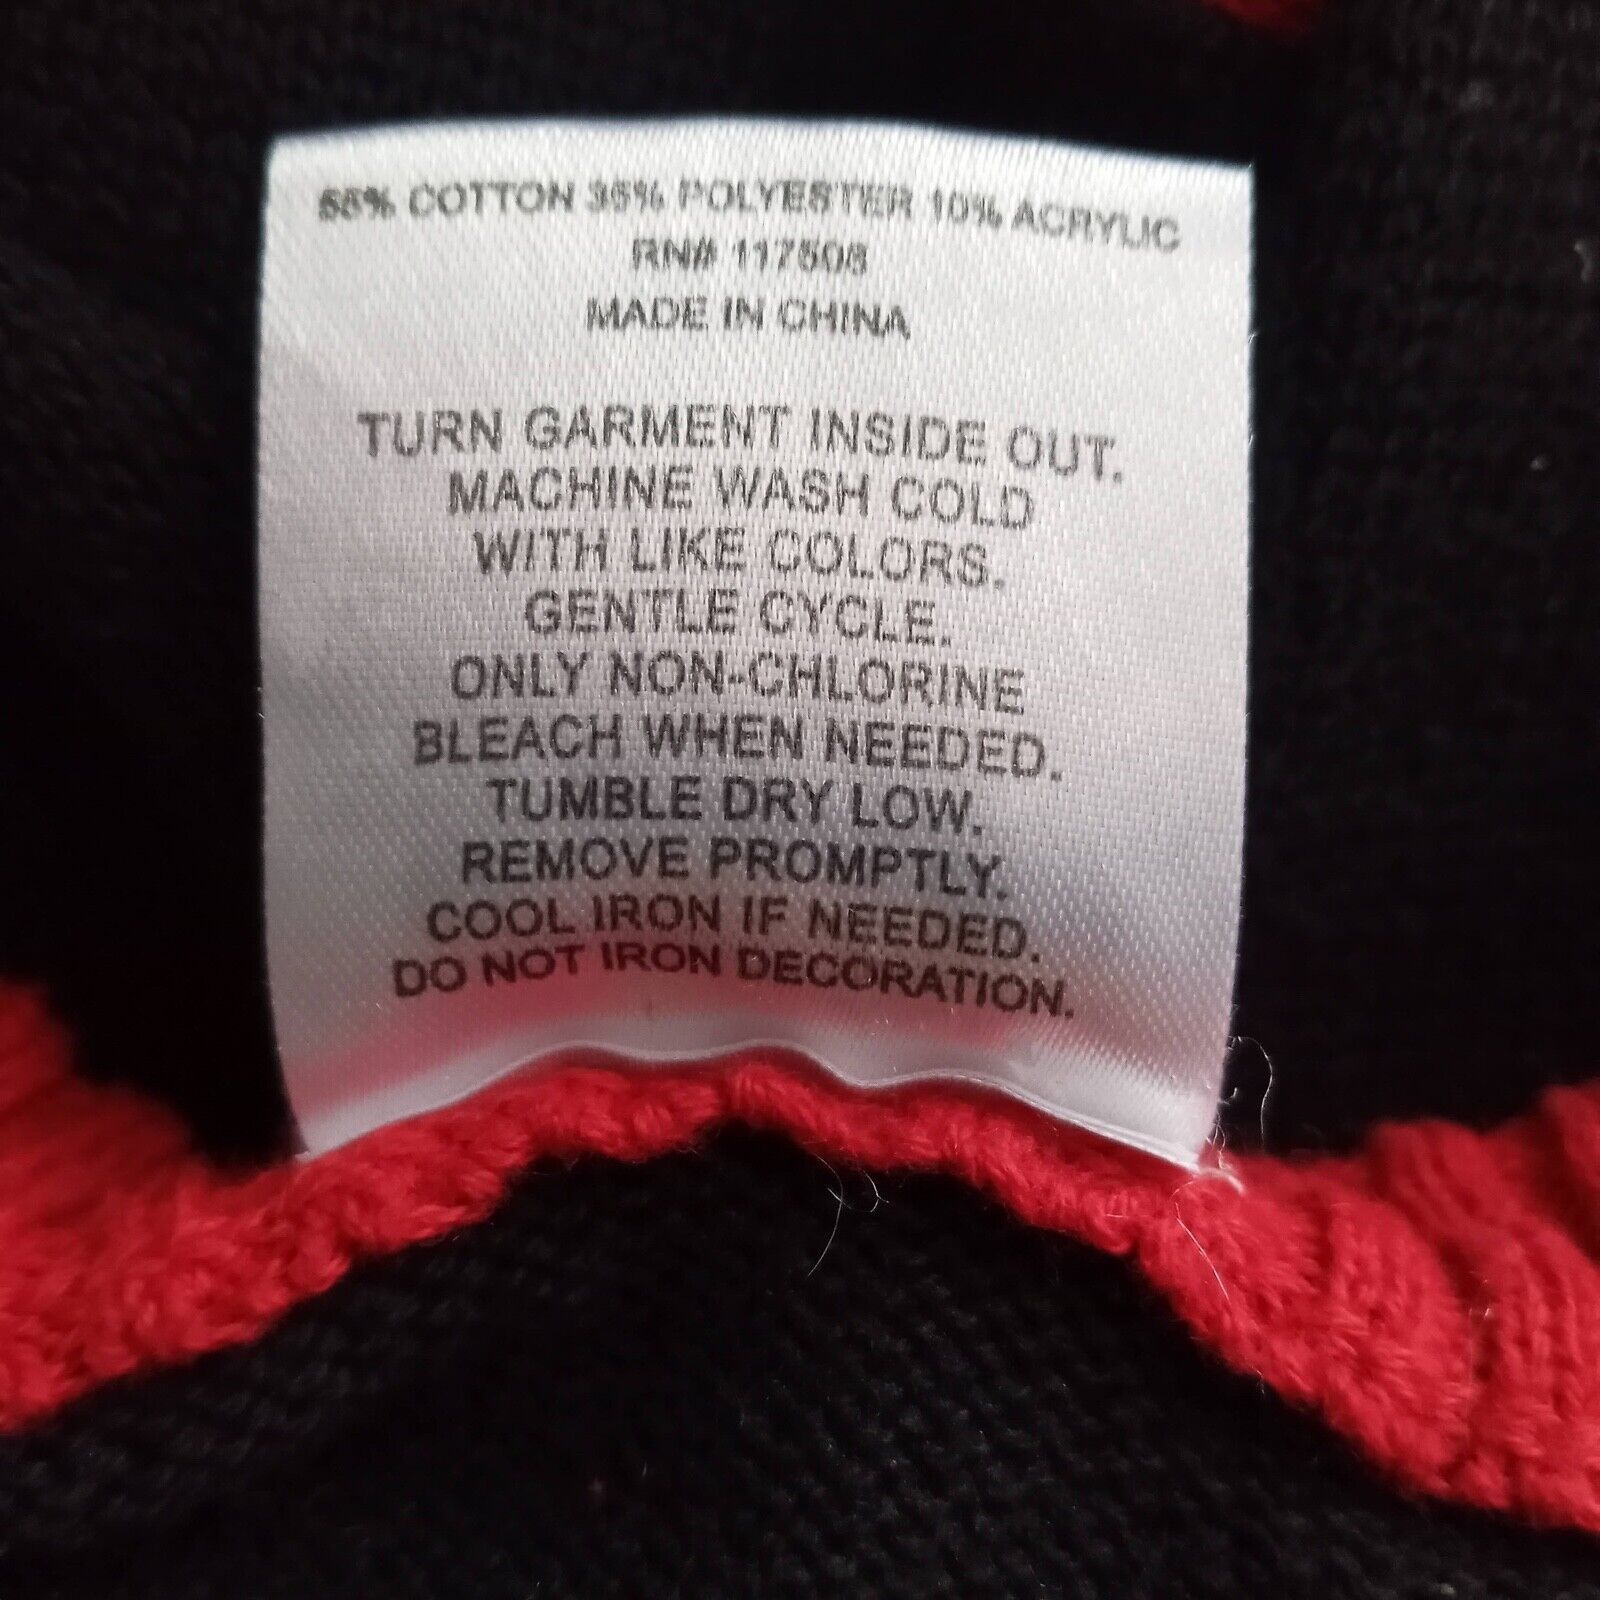 55% COTTON 35% POLYESTER 10% ACRYLIC
RN# 117508
MADE IN CHINA
TURN GARMENT INSIDE OUT.
MACHINE WASH COLD
WITH LIKE COLORS.
GENTLE CYCLE.
ONLY NON-CHLORINE
BLEACH WHEN NEEDED.
TUMBLE DRY LOW.
REMOVE PROMPTLY.
COOL IRON IF NEEDED.
DO NOT IRON DECORATION.